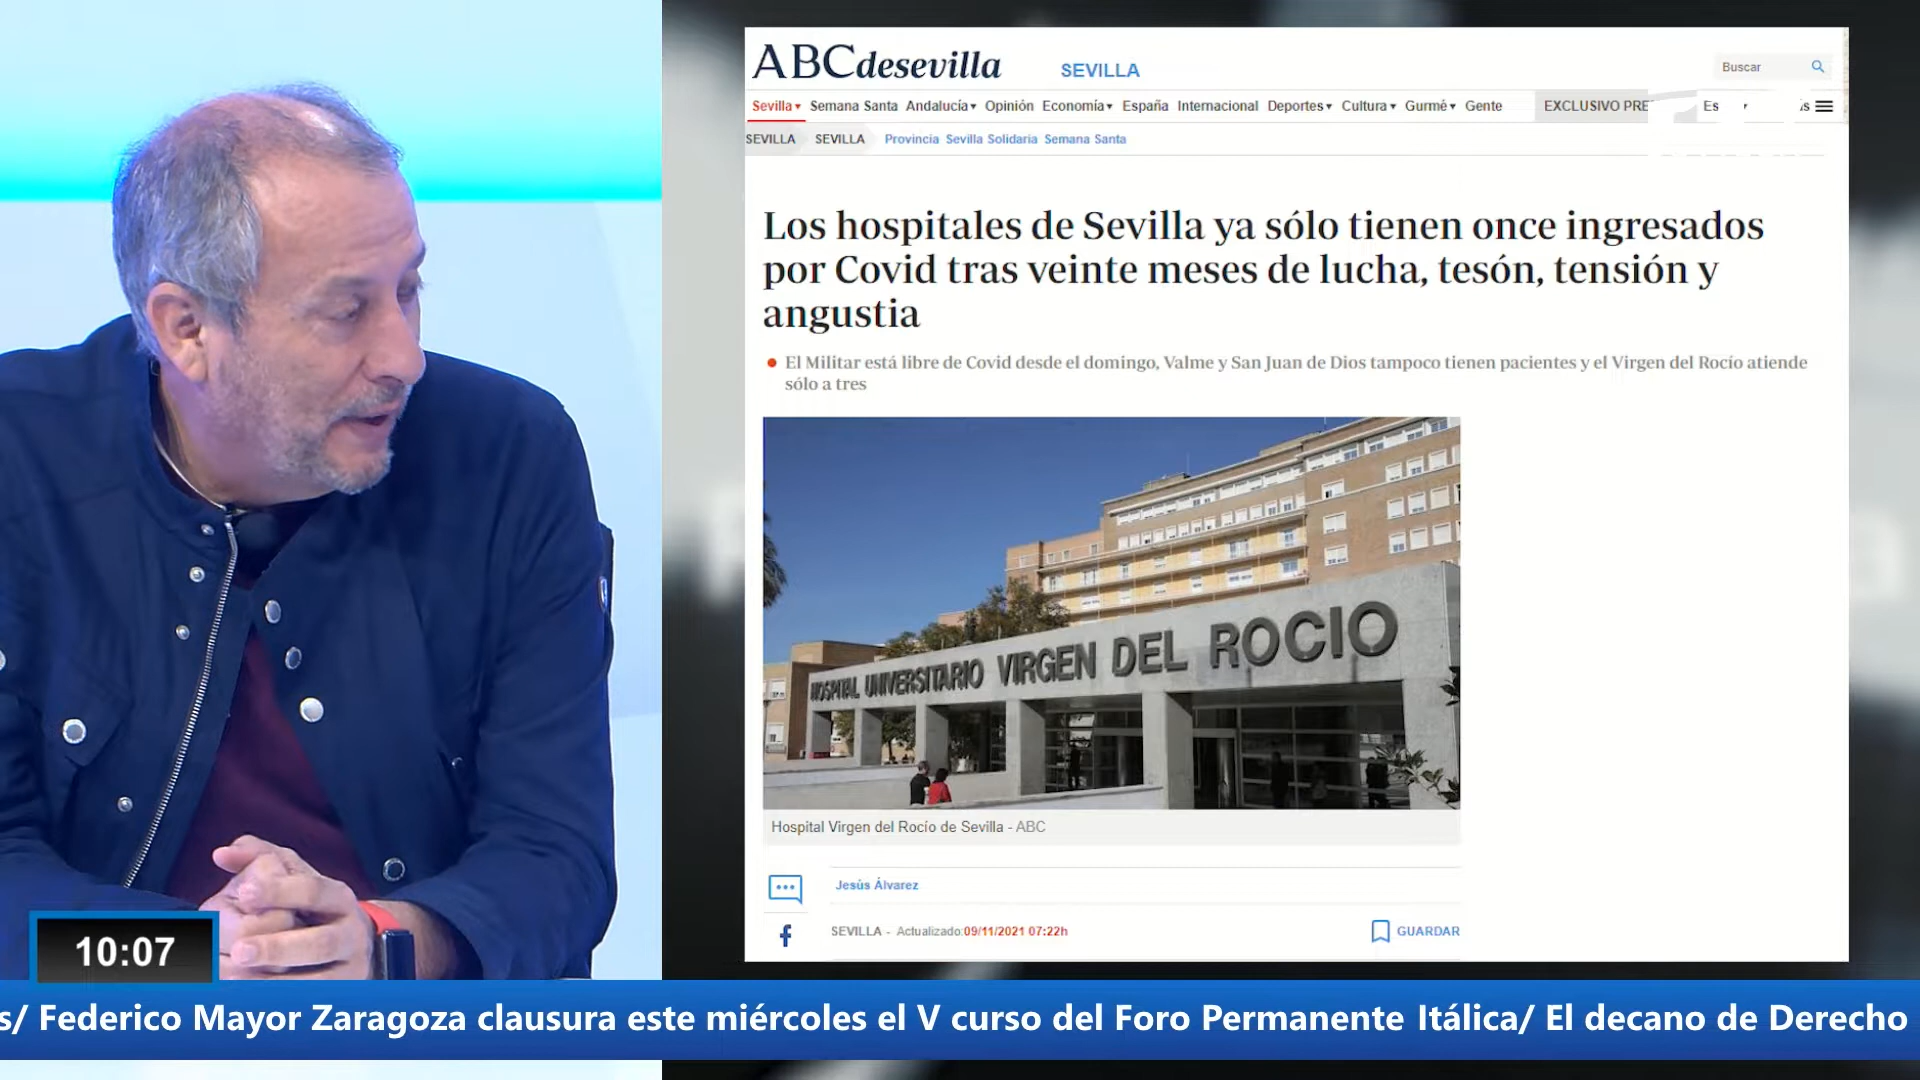 ABCdesevilla
SEVILLA
Buscar
Sevilla Semana Santa Andalucía Opinión Economía España Internacional Deportes Cultura Gurmé Gente EXCLUSIVO
SEVILLA SEVILLA Provincia Sevilla Solidaria Semana Santa
Los hospitales de Sevilla ya sólo tienen once ingresados
por Covid tras veinte meses de lucha, tesón, tensión y
angustia
El Militar está libre de Covid desde el domingo, Valme y San Juan de Dios tampoco tienen pacientes y el Virgen del Rocío atiende
sólo a tres
HOSPITAL UNIVERSITARIO VIRGEN DEL ROCIO
Hospital Virgen del Rocío de Sevilla - ABC
Jesús Álvarez
SEVILLA - Actualizado:09/11/2021 07:22h
GUARDAR
10:07
s/ Federico Mayor Zaragoza clausura este miércoles el V curso del Foro Permanente Itálica/ El decano de Derecho